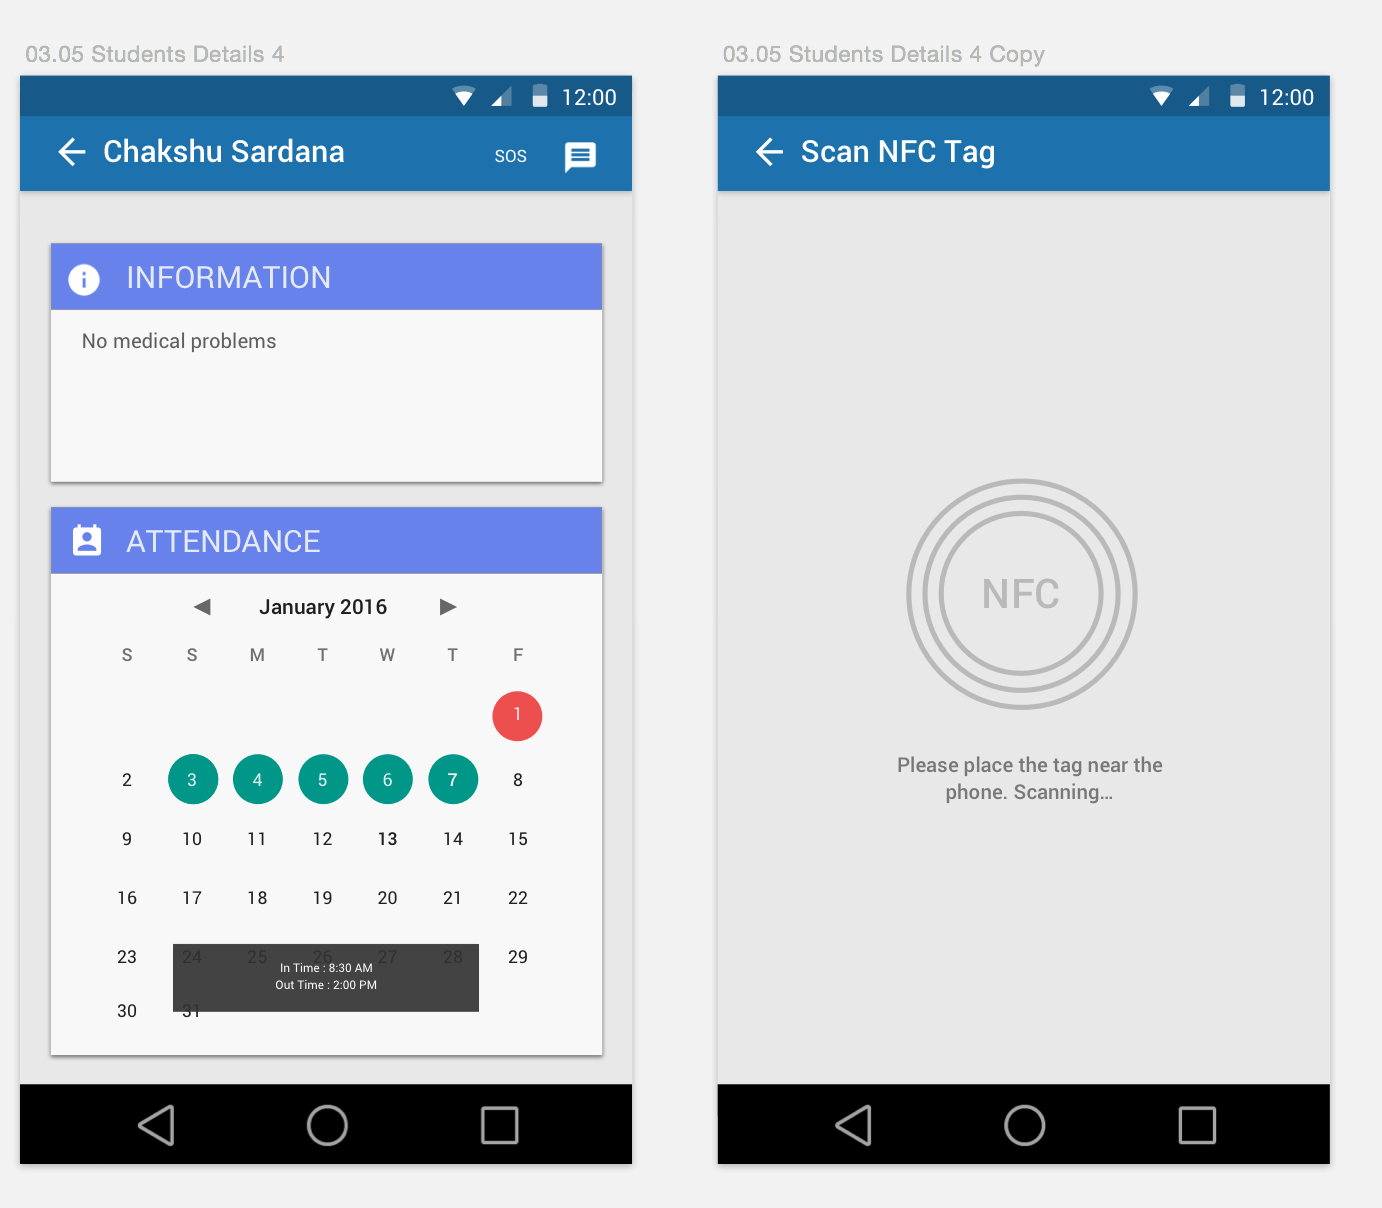 03.05 Students Details 4
12:00
Chakshu Sardana
SOS
INFORMATION
No medical problems
ATTENDANCE
January 2016
S S M T W T F
1
2 3 4 5 6 7 8
9 10 11 12 13 14 15
16 17 18 19 20 21 22
23 24 25 26 27 28 29
In Time : 8:30 AM
Out Time : 2:00 PM
30 31
03.05 Students Details 4 Copy
12:00
Scan NFC Tag
NFC
Please place the tag near the
phone. Scanning...